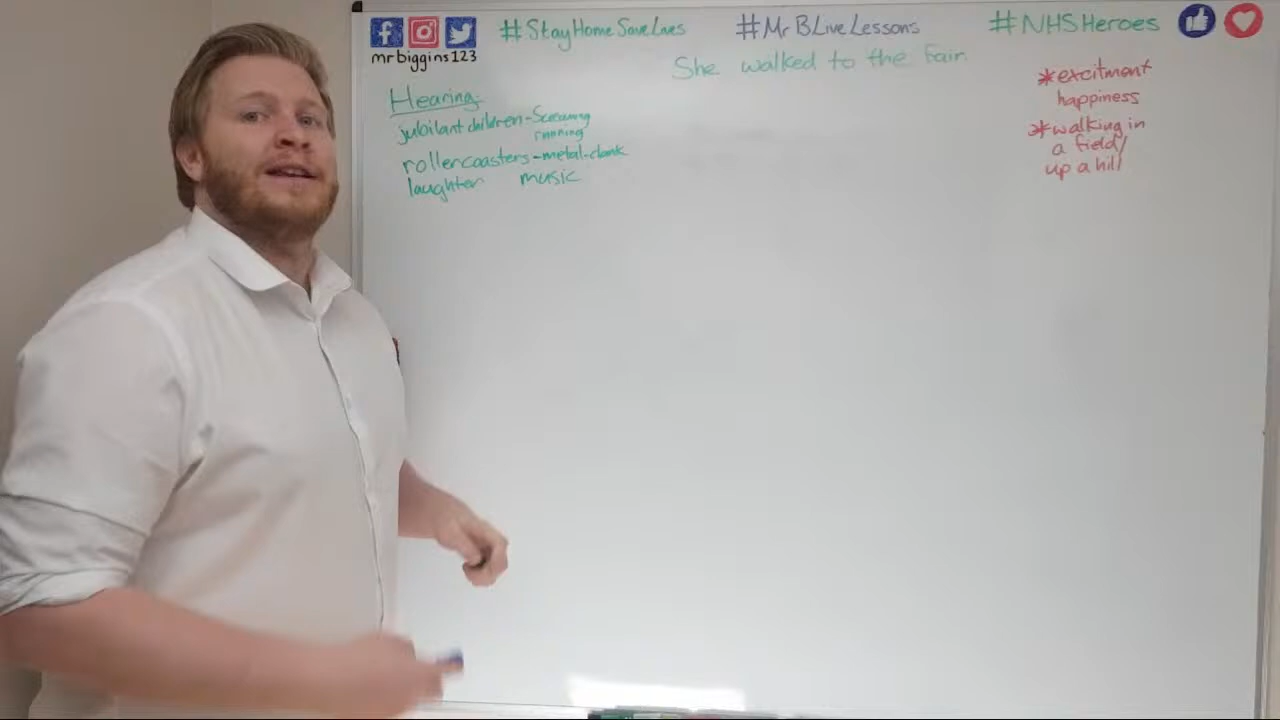 #StayHomeSaveLives #MrBLiveLessons #NHSHeroes
mrbiggins123
She walked to the fair.
Hearing:
jubilant children - Screaming
running
rollercoasters - metal - clank
laughter music
*excitment
happiness
*walking in
a field/
up a hill